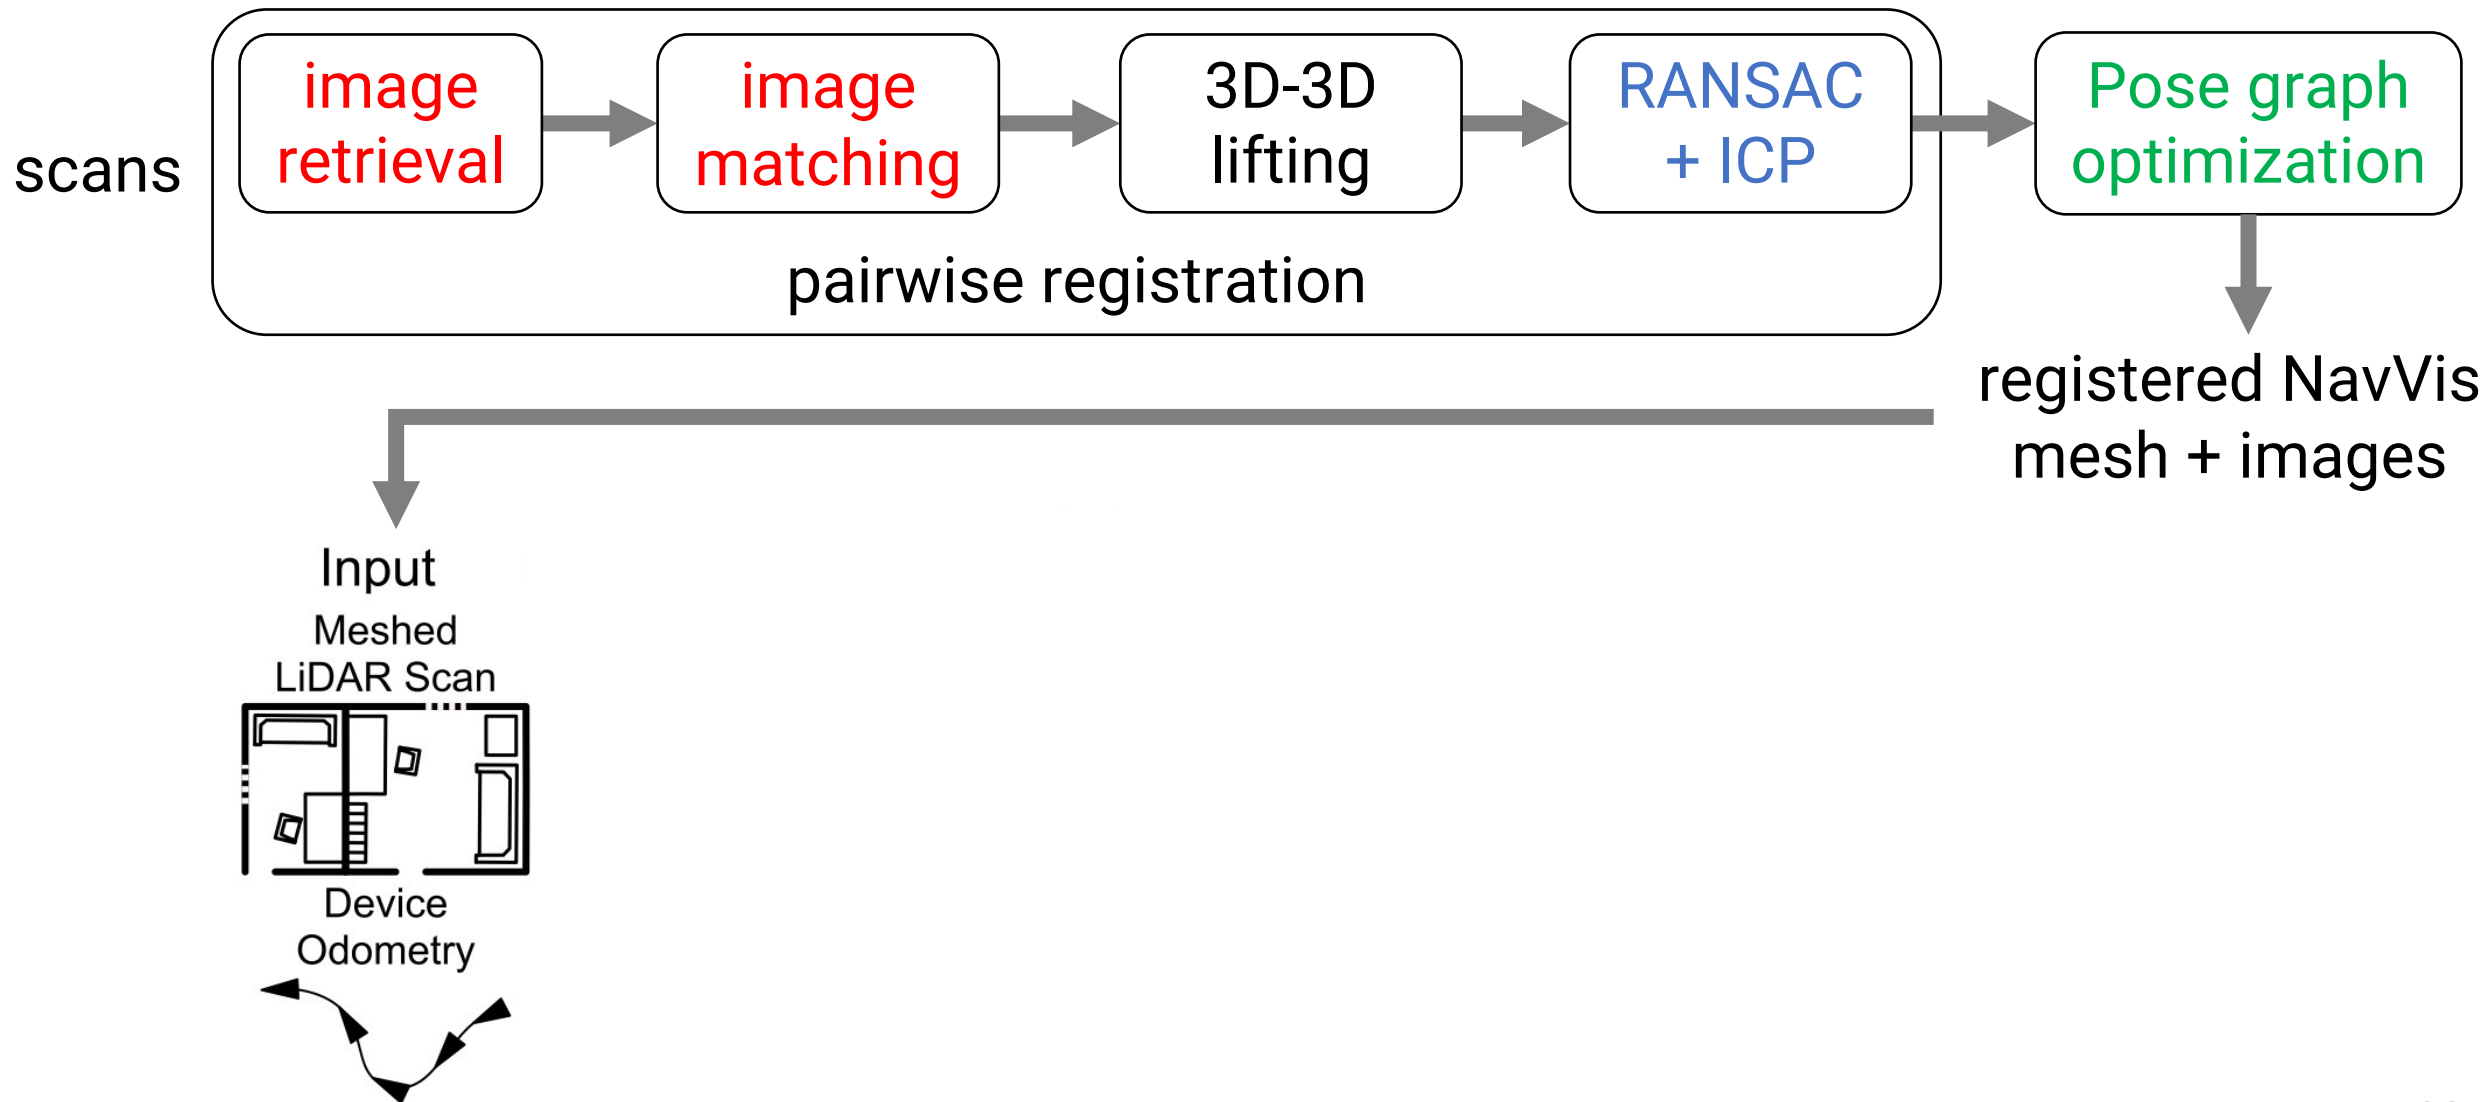 scans
image
retrieval
image
matching
3D-3D
lifting
RANSAC
+ ICP
pairwise registration
Pose graph
optimization
registered NavVis
mesh + images
Input
Meshed
LiDAR Scan
Device
Odometry